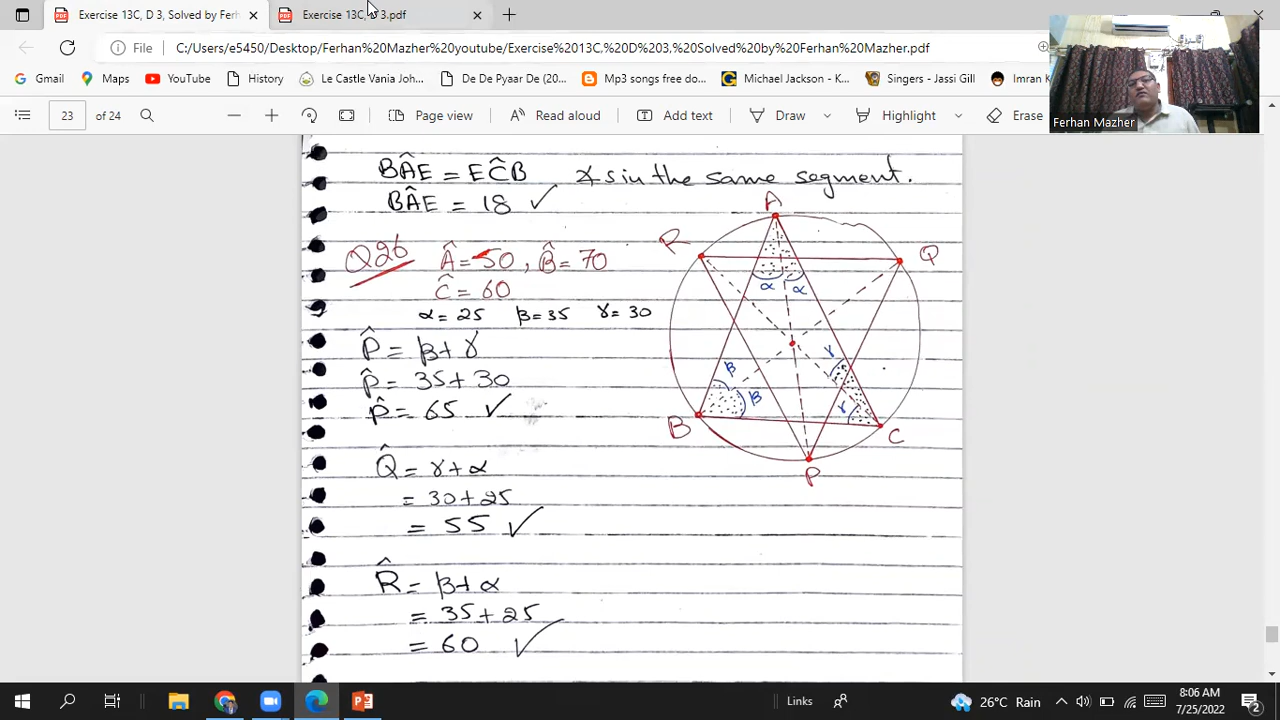 Exercise 13C, D 3, Solved by Ferh
Exercise 13C, 3.pdf
File
C:/Users/e5450/Desktop/Ferhan%20Mazher/oynotabe/Exercise%2013C,%20D%203,%20Solved%20by%20Ferhan%20Mazher.pdf
Gmail
Maps
YouTube
History
Le Castle Vania Joh...
De De Pyaar De (20...
Mp3 songs free do...
Michael Jackson - K...
Singers - Jassi Gill
Imran
23
of 24
Page view
Read aloud
Add text
Draw
Highlight
Erase
Ferhan Mazher
BÂE = EĈB ∡s in the same segment.
BÂE = 18 ✓
Q26 Â = 50, B̂ = 70
Ĉ = 60
α = 25 β = 35 γ = 30
P̂ = β + γ
P̂ = 35 + 30
P̂ = 65 ✓
Q̂ = γ + α
= 30 + 25
= 55 ✓
R̂ = β + α
= 35 + 25
= 60 ✓
A
R
Q
α α
γ
β
β
γ
B
C
P
Links
26°C Rain
8:06 AM
7/25/2022
2